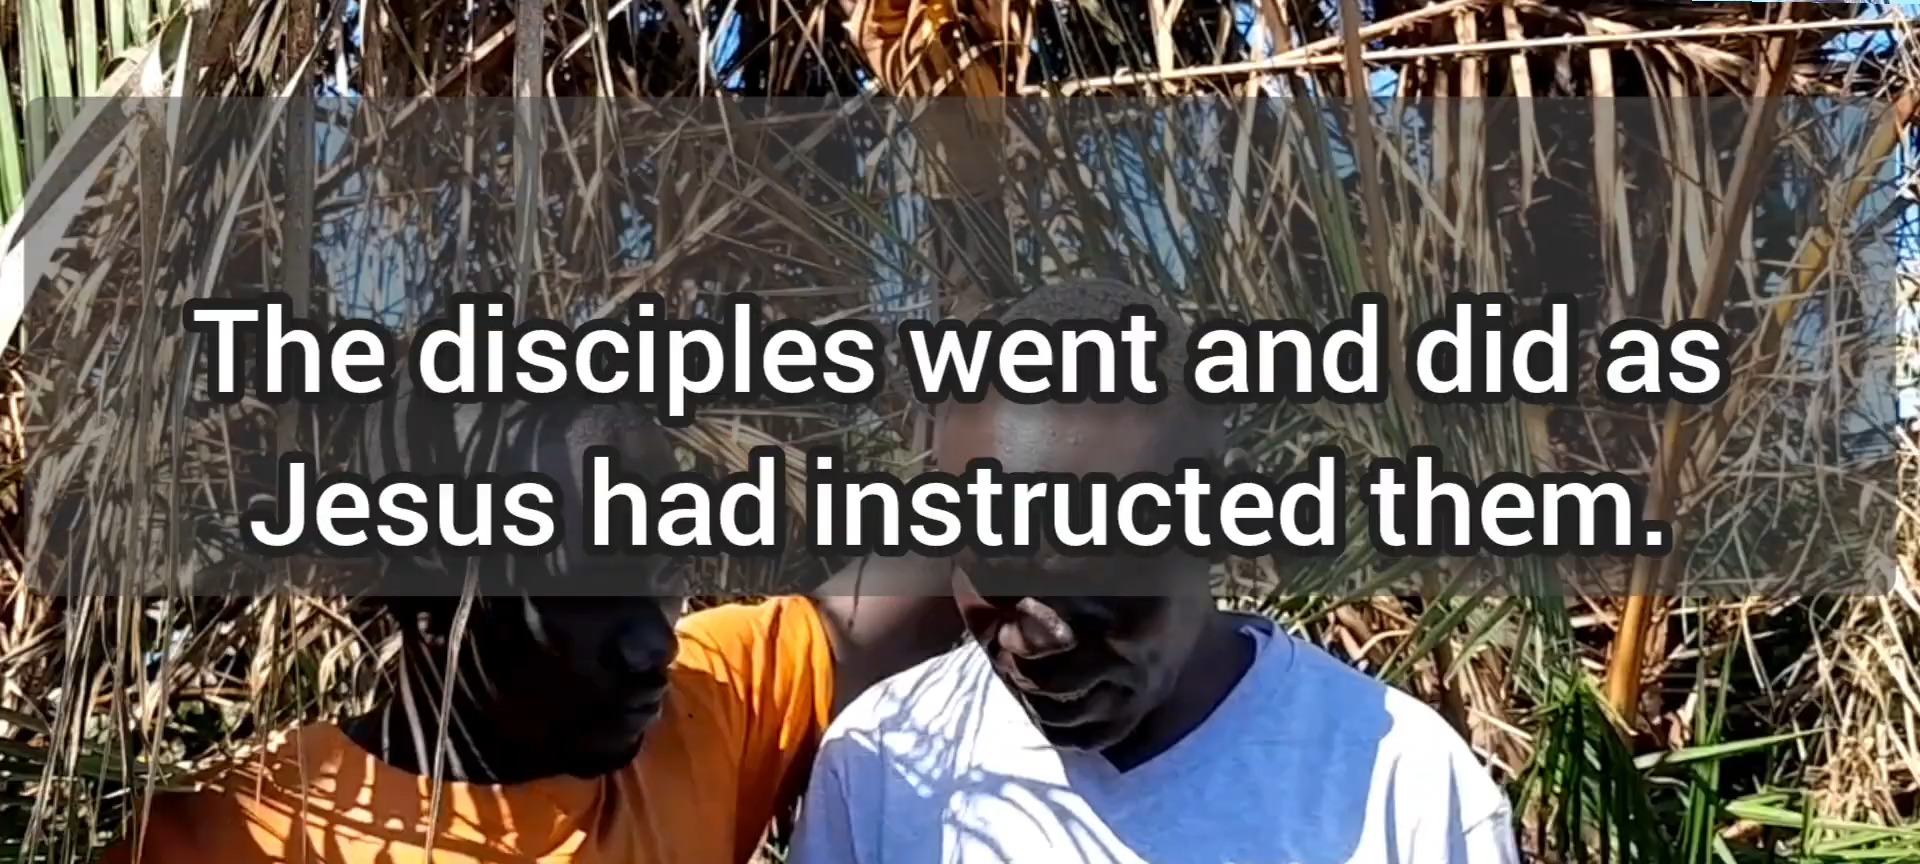 The disciples went and did as
Jesus had instructed them.